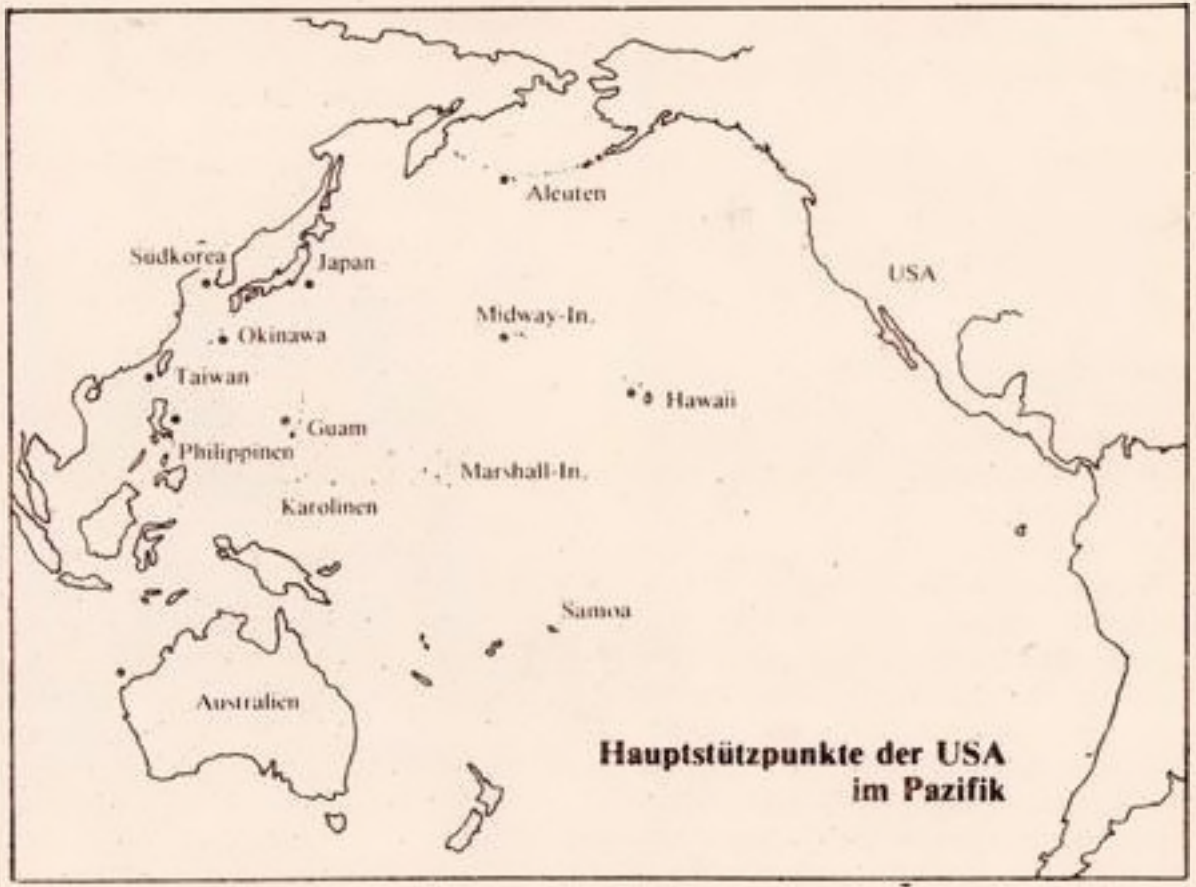 Aleuten
Südkorea
Japan
USA
Midway-In.
Okinawa
Taiwan
Hawaii
Guam
Philippinen
Marshall-In.
Karolinen
Samoa
Australien
Hauptstützpunkte der USA
im Pazifik